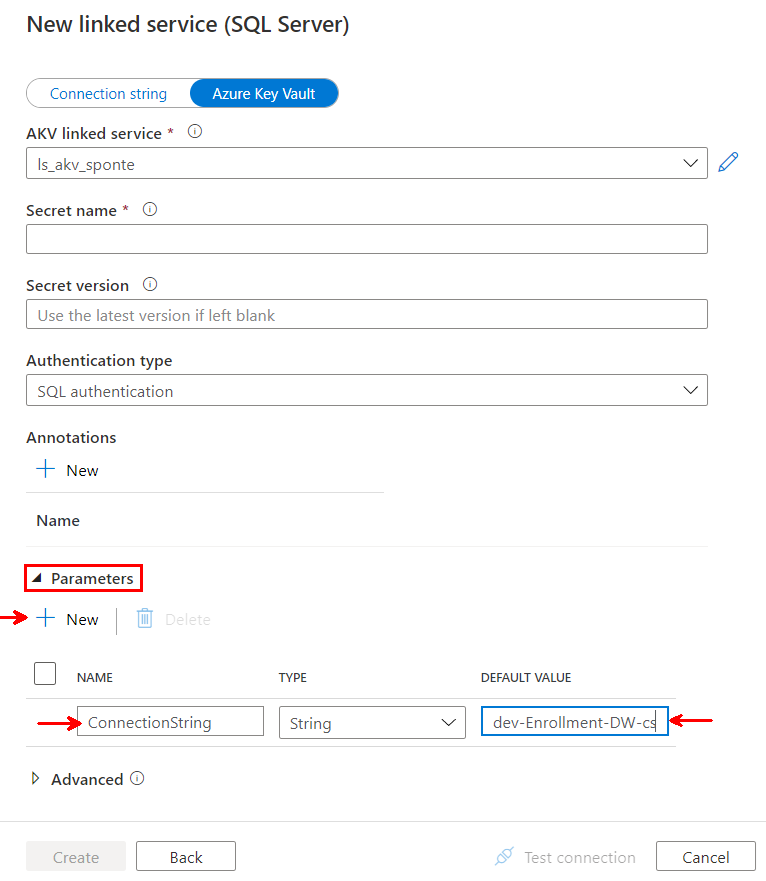 New linked service (SQL Server)
Connection string
Azure Key Vault
AKV linked service *
ls_akv_sponte
Secret name *
Secret version
Use the latest version if left blank
Authentication type
SQL authentication
Annotations
New
Name
Parameters
New
Delete
NAME TYPE DEFAULT VALUE
ConnectionString String dev-Enrollment-DW-cs
Advanced
Create Back Test connection Cancel